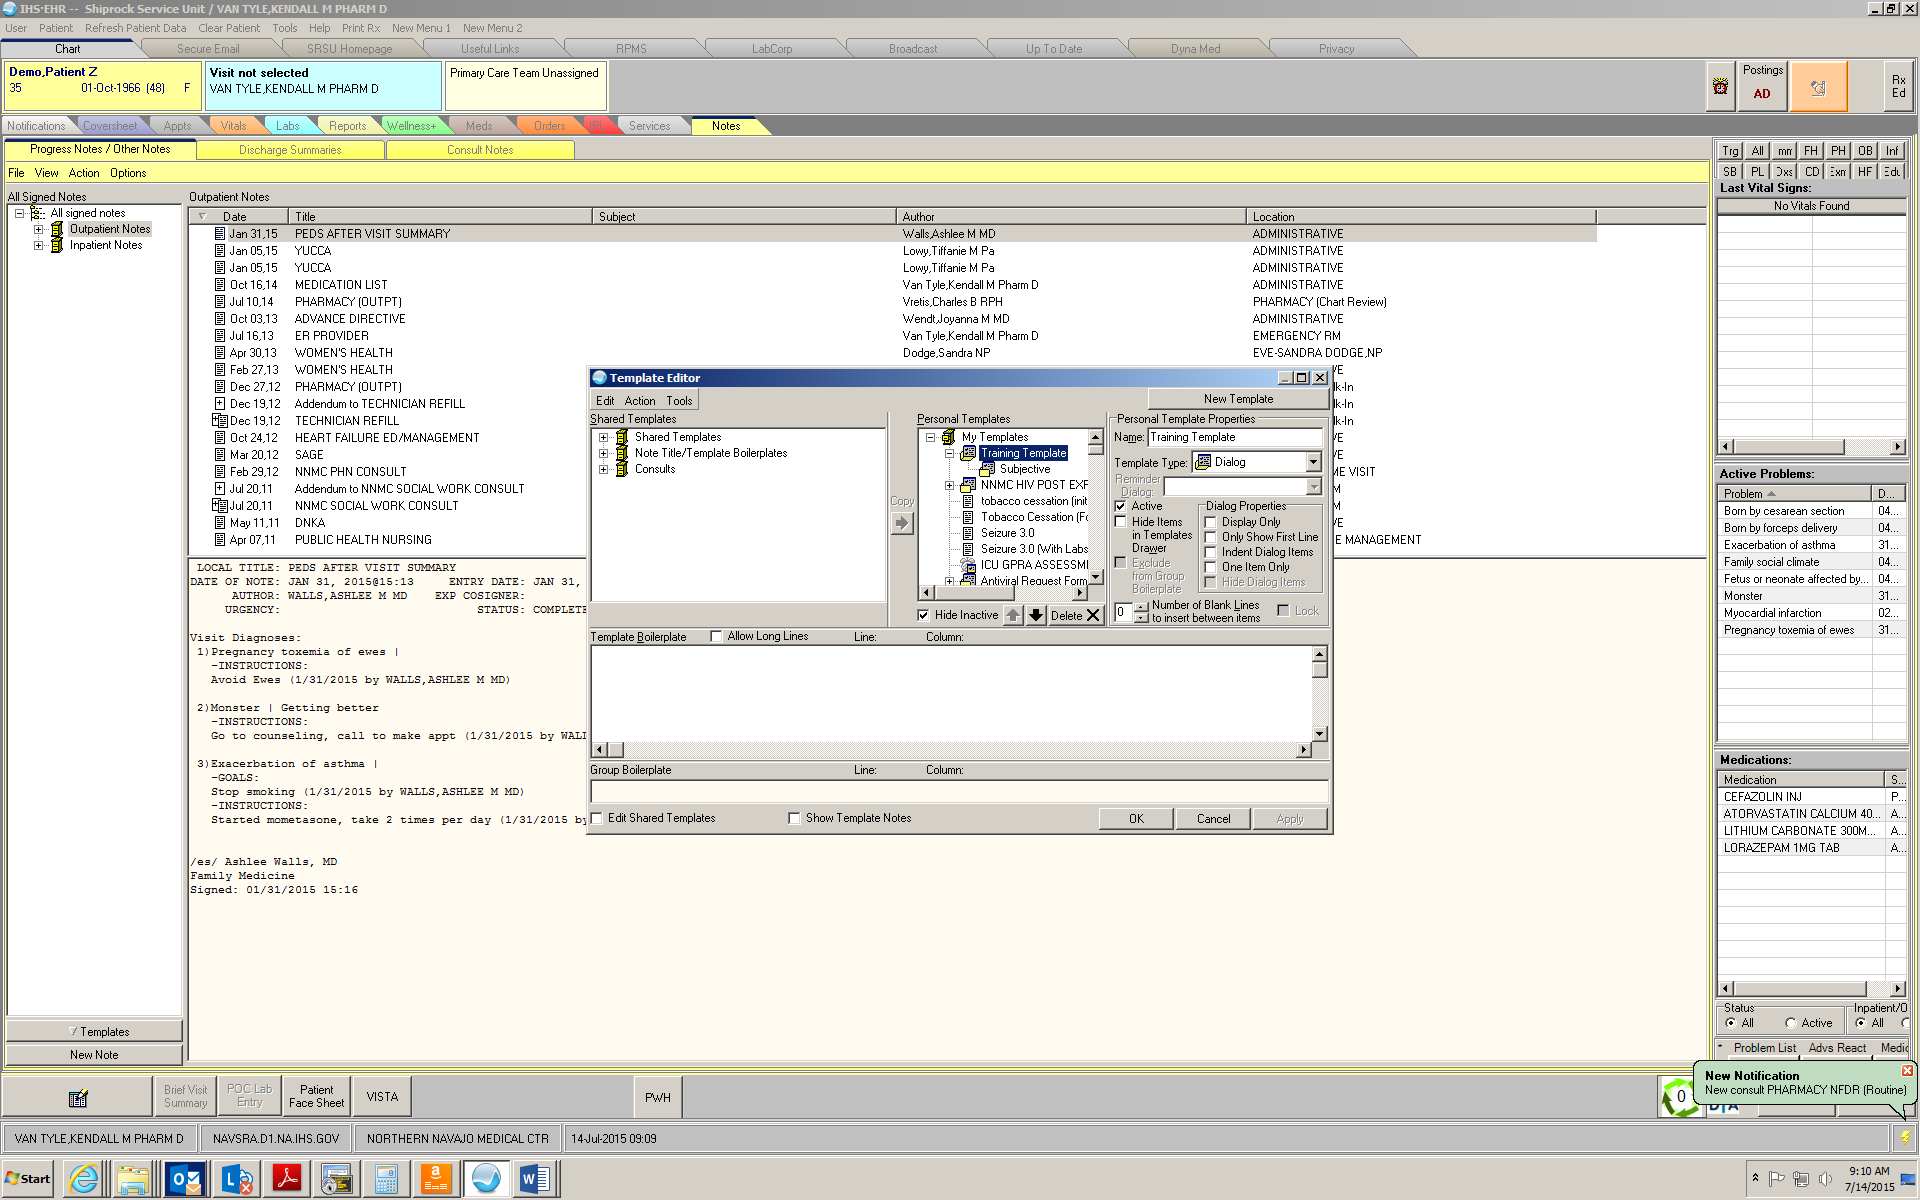 IHS-EHR -- Shiprock Service Unit / VAN TYLE,KENDALL M PHARM D
User Patient Refresh Patient Data Clear Patient Tools Help Print Rx New Menu 1 New Menu 2
Chart Secure Email SRSU Homepage Useful Links RPMS LabCorp Broadcast Up To Date Dyna Med Privacy
Demo,Patient Z
35 01-Oct-1966 (48) F
Visit not selected
VAN TYLE,KENDALL M PHARM D
Primary Care Team Unassigned
Postings
AD
Rx
Ed
Notifications Coversheet Appts Vitals Labs Reports Wellness+ Meds Orders Services Notes
Progress Notes / Other Notes Discharge Summaries Consult Notes
File View Action Options
All Signed Notes
All signed notes
Outpatient Notes
Inpatient Notes
Outpatient Notes
Date Title Subject Author Location
Jan 31,15 PEDS AFTER VISIT SUMMARY Walls,Ashlee M MD ADMINISTRATIVE
Jan 05,15 YUCCA Lowy,Tiffanie M Pa ADMINISTRATIVE
Jan 05,15 YUCCA Lowy,Tiffanie M Pa ADMINISTRATIVE
Oct 16,14 MEDICATION LIST Van Tyle,Kendall M Pharm D ADMINISTRATIVE
Jul 10,14 PHARMACY (OUTPT) Vretis,Charles B RPH PHARMACY (Chart Review)
Oct 03,13 ADVANCE DIRECTIVE Wendt,Joyanna M MD ADMINISTRATIVE
Jul 16,13 ER PROVIDER Van Tyle,Kendall M Pharm D EMERGENCY RM
Apr 30,13 WOMEN'S HEALTH Dodge,Sandra NP EVE-SANDRA DODGE,NP
Feb 27,13 WOMEN'S HEALTH VE
Dec 27,12 PHARMACY (OUTPT) lk-In
Dec 19,12 Addendum to TECHNICIAN REFILL lk-In
Dec 19,12 TECHNICIAN REFILL lk-In
Oct 24,12 HEART FAILURE ED/MANAGEMENT VE
Mar 20,12 SAGE VE
Feb 29,12 NNMC PHN CONSULT ME VISIT
Jul 20,11 Addendum to NNMC SOCIAL WORK CONSULT M
Jul 20,11 NNMC SOCIAL WORK CONSULT M
May 11,11 DNKA VE
Apr 07,11 PUBLIC HEALTH NURSING E MANAGEMENT
LOCAL TITLE: PEDS AFTER VISIT SUMMARY
DATE OF NOTE: JAN 31, 2015@15:13 ENTRY DATE: JAN 31,
AUTHOR: WALLS,ASHLEE M MD EXP COSIGNER:
URGENCY: STATUS: COMPLETE
Visit Diagnoses:
1)Pregnancy toxemia of ewes |
-INSTRUCTIONS:
Avoid Ewes (1/31/2015 by WALLS,ASHLEE M MD)
2)Monster | Getting better
-INSTRUCTIONS:
Go to counseling, call to make appt (1/31/2015 by WALL
3)Exacerbation of asthma |
-GOALS:
Stop smoking (1/31/2015 by WALLS,ASHLEE M MD)
-INSTRUCTIONS:
Started mometasone, take 2 times per day (1/31/2015 by
/es/ Ashlee Walls, MD
Family Medicine
Signed: 01/31/2015 15:16
Template Editor
Edit Action Tools
New Template
Shared Templates
Shared Templates
Note Title/Template Boilerplates
Consults
Copy
Personal Templates
My Templates
Training Template
Subjective
NNMC HIV POST EXP
tobacco cessation (init
Tobacco Cessation (Fo
Seizure 3.0
Seizure 3.0 (With Labs
ICU GPRA ASSESSM
Antiviral Request Form
Hide Inactive Delete
Personal Template Properties
Name: Training Template
Template Type: Dialog
Reminder
Dialog:
Active
Hide Items
in Templates
Drawer
Exclude
from Group
Boilerplate
Dialog Properties
Display Only
Only Show First Line
Indent Dialog Items
One Item Only
Hide Dialog Items
0 Number of Blank Lines
to insert between items
Lock
Template Boilerplate Allow Long Lines Line: Column:
Group Boilerplate Line: Column:
Edit Shared Templates Show Template Notes OK Cancel Apply
Trg All FH PH OB Inf
SB PL CD HF
Last Vital Signs:
No Vitals Found
Active Problems:
Problem D...
Born by cesarean section 04...
Born by forceps delivery 04...
Exacerbation of asthma 31...
Family social climate 04...
Fetus or neonate affected by... 04...
Monster 31...
Myocardial infarction 02...
Pregnancy toxemia of ewes 31...
Medications:
Medication S...
CEFAZOLIN INJ P...
ATORVASTATIN CALCIUM 40... A...
LITHIUM CARBONATE 300M... A...
LORAZEPAM 1MG TAB A...
Status
All Active
Inpatient/O
All
* Problem List Advs React Medic
New Notification
New consult PHARMACY NFDR (Routine)
0
Templates
New Note
Brief Visit
Summary
POC Lab
Entry
Patient
Face Sheet
VISTA
PWH
VAN TYLE,KENDALL M PHARM D NAVSRA.D1.NA.IHS.GOV NORTHERN NAVAJO MEDICAL CTR 14-Jul-2015 09:09
Start
9:10 AM
7/14/2015